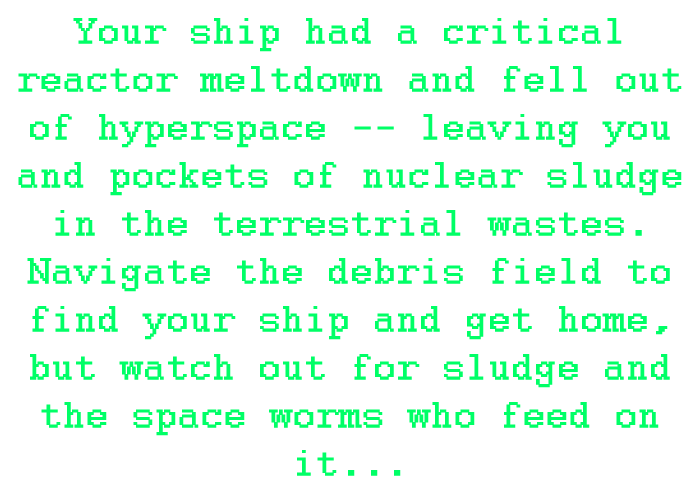 Your ship had a critical
reactor meltdown and fell out
of hyperspace -- leaving you
and pockets of nuclear sludge
in the terrestrial wastes.
Navigate the debris field to
find your ship and get home,
but watch out for sludge and
the space worms who feed on
it...